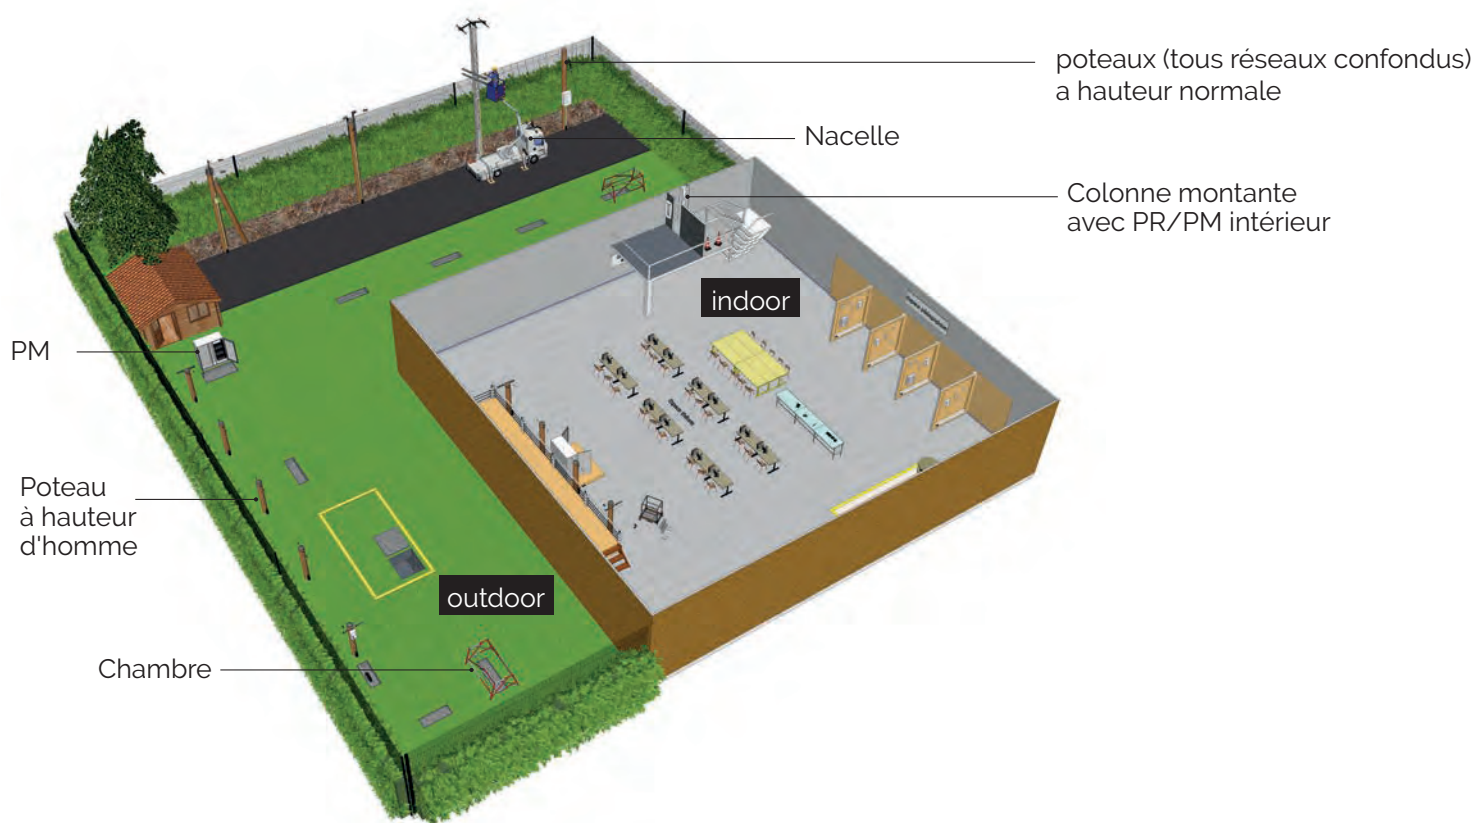 poteaux (tous réseaux confondus)
a hauteur normale
Nacelle
Colonne montante
avec PR/PM intérieur
indoor
PM
Poteau
à hauteur
d'homme
outdoor
Chambre